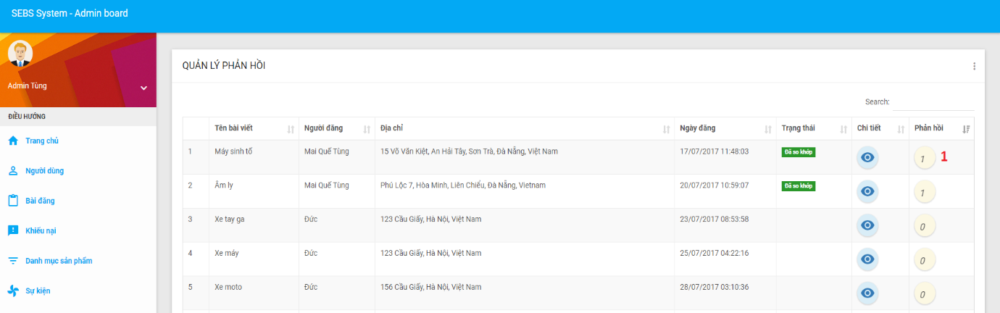 SEBS System - Admin board
Admin Tùng
ĐIỀU HƯỚNG
Trang chủ
Người dùng
Bài đăng
Khiếu nại
Danh mục sản phẩm
Sự kiện
QUẢN LÝ PHẢN HỒI
Search:
Tên bài viết Người đăng Địa chỉ Ngày đăng Trạng thái Chi tiết Phản hồi
1 Máy sinh tố Mai Quế Tùng 15 Võ Văn Kiệt, An Hải Tây, Sơn Trà, Đà Nẵng, Việt Nam 17/07/2017 11:48:03 Đã so khớp 1 1
2 Âm ly Mai Quế Tùng Phú Lộc 7, Hòa Minh, Liên Chiểu, Đà Nẵng, Vietnam 20/07/2017 10:59:07 Đã so khớp 1
3 Xe tay ga Đức 123 Cầu Giấy, Hà Nội, Việt Nam 23/07/2017 08:53:58 0
4 Xe máy Đức 123 Cầu Giấy, Hà Nội, Việt Nam 25/07/2017 04:22:16 0
5 Xe moto Đức 156 Cầu Giấy, Hà Nội, Việt Nam 28/07/2017 03:10:36 0